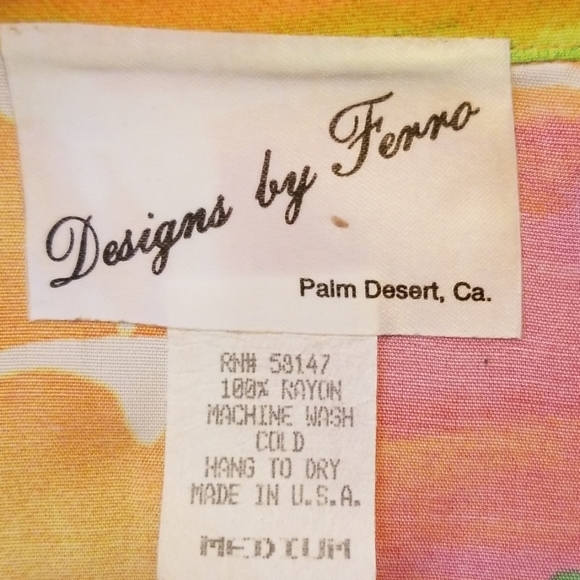 Designs by Ferro
Palm Desert, Ca.
RN# 58147
100% RAYON
MACHINE WASH
COLD
HANG TO DRY
MADE IN U.S.A.
MEDIUM